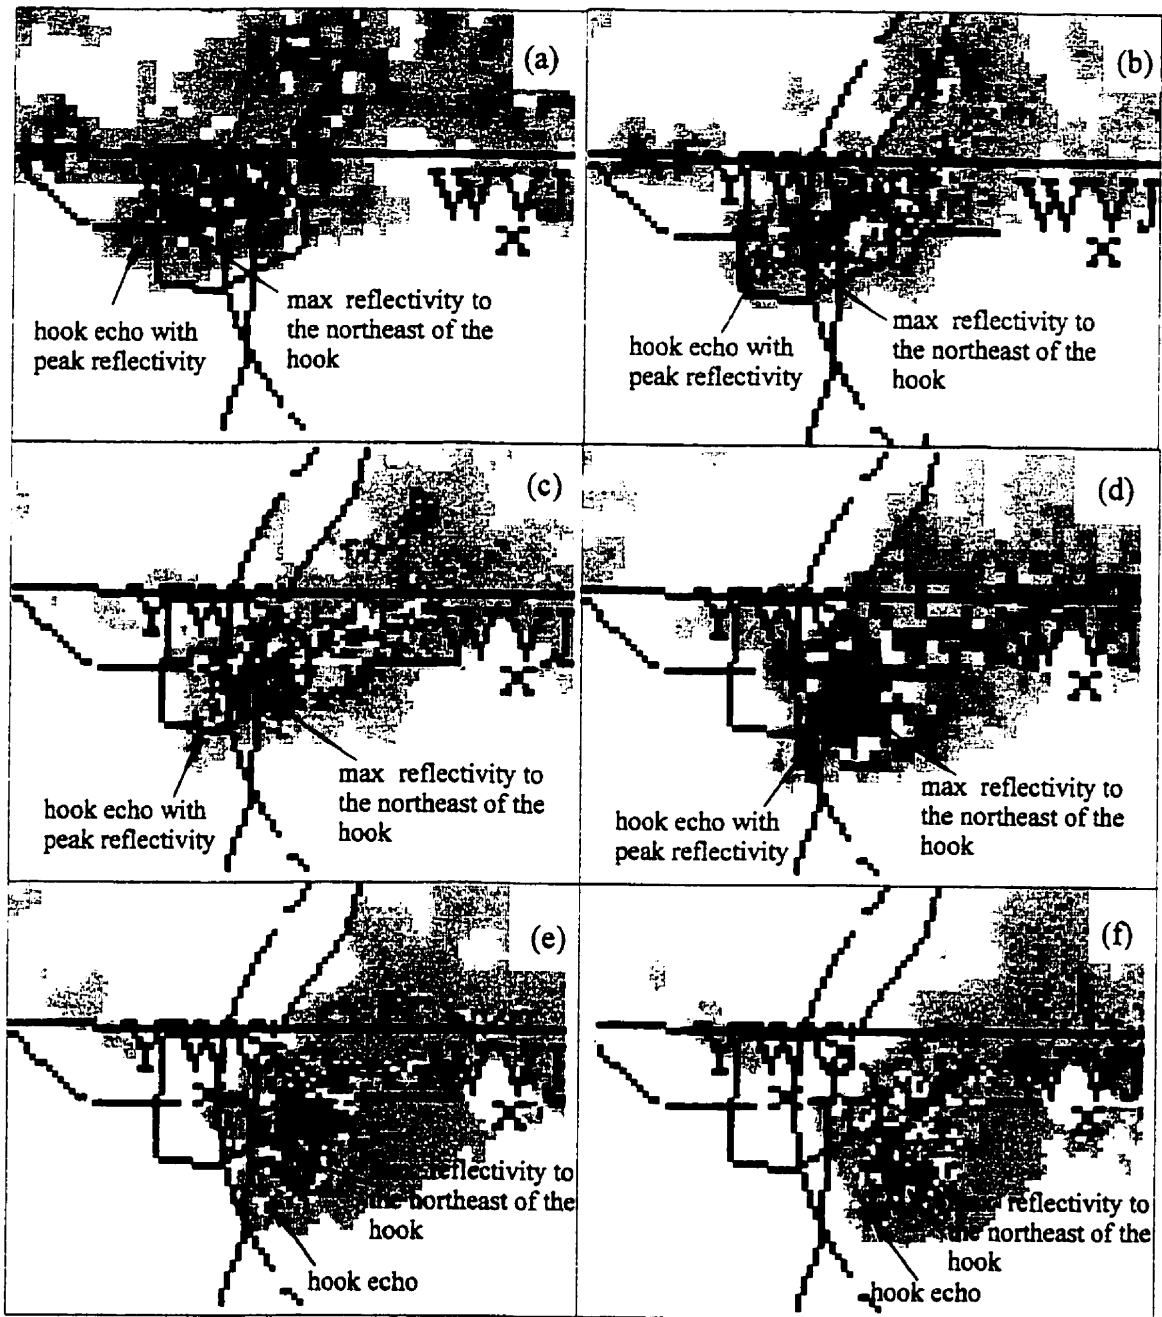 (a)
hook echo with
peak reflectivity
max reflectivity to
the northeast of the
hook
(b)
hook echo with
peak reflectivity
max reflectivity to
the northeast of the
hook
(c)
hook echo with
peak reflectivity
max reflectivity to
the northeast of the
hook
(d)
hook echo with
peak reflectivity
max reflectivity to
the northeast of the
hook
(e)
reflectivity to
the northeast of the
hook
hook echo
(f)
reflectivity to
the northeast of the
hook
hook echo